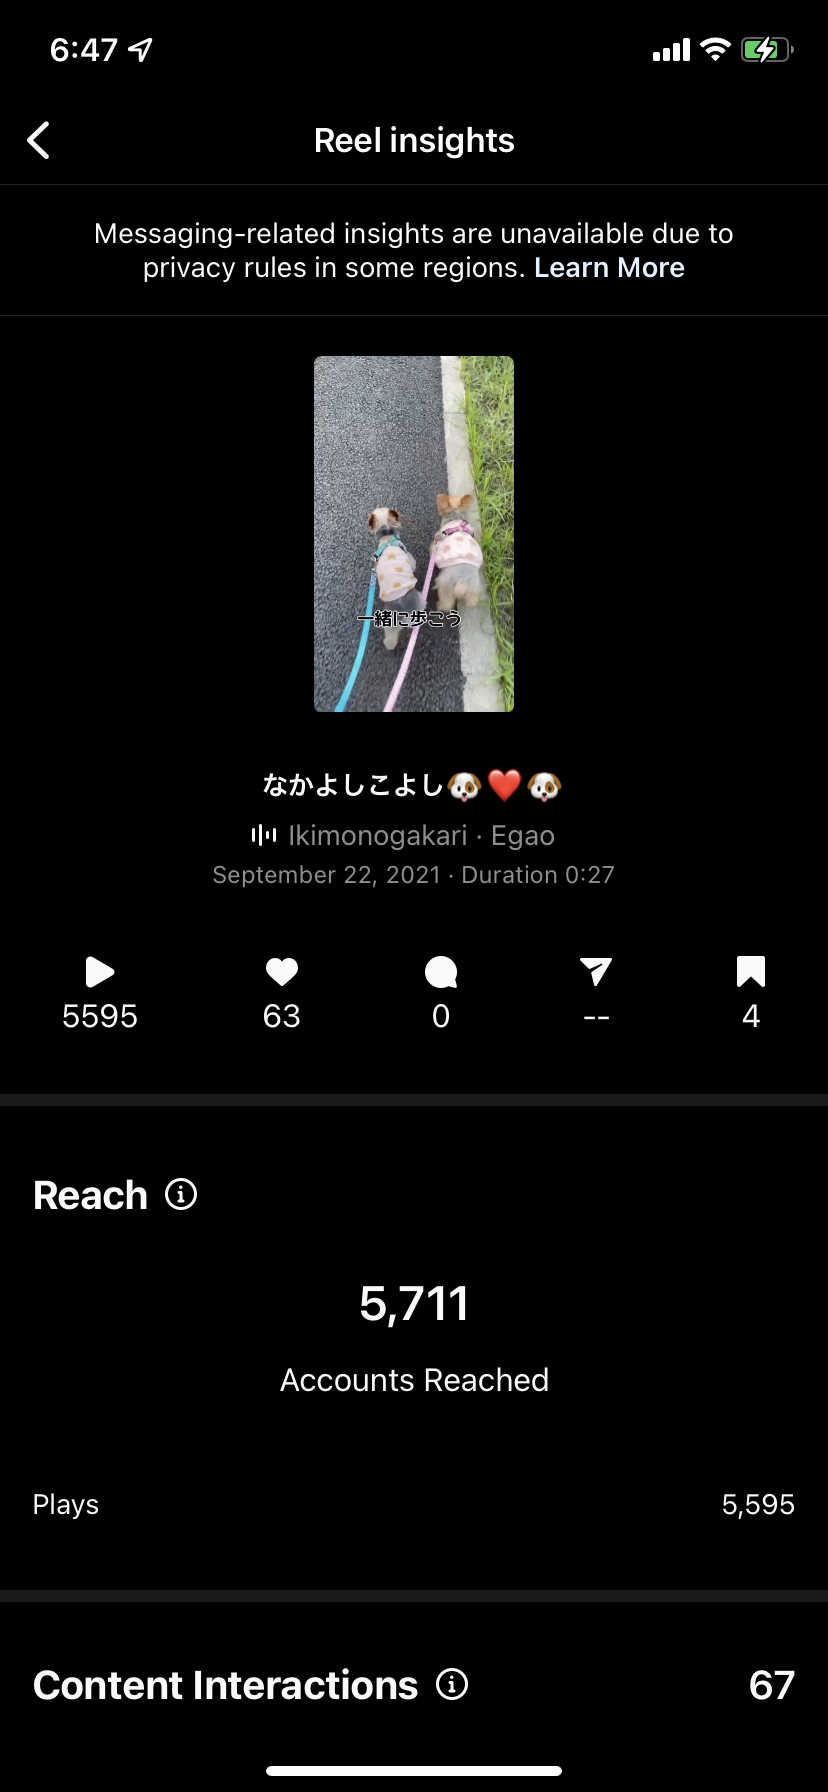 6:47
Reel insights
Messaging-related insights are unavailable due to
privacy rules in some regions. Learn More
一緒に歩こう
なかよしこよし🐶❤️🐶
Ikimonogakari · Egao
September 22, 2021 · Duration 0:27
5595 63 0 -- 4
Reach
5,711
Accounts Reached
Plays 5,595
Content Interactions 67